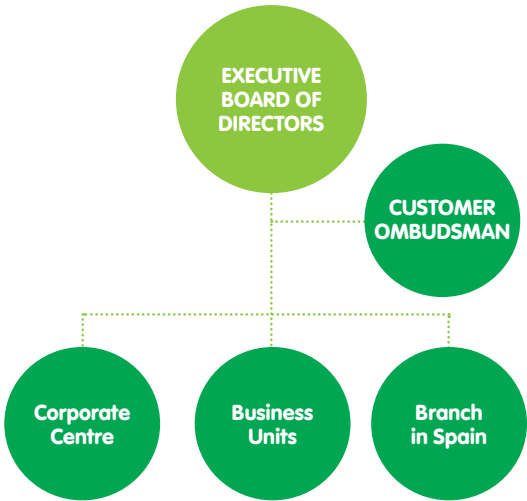 EXECUTIVE
BOARD OF
DIRECTORS
CUSTOMER
OMBUDSMAN
Corporate
Centre
Business
Units
Branch
in Spain